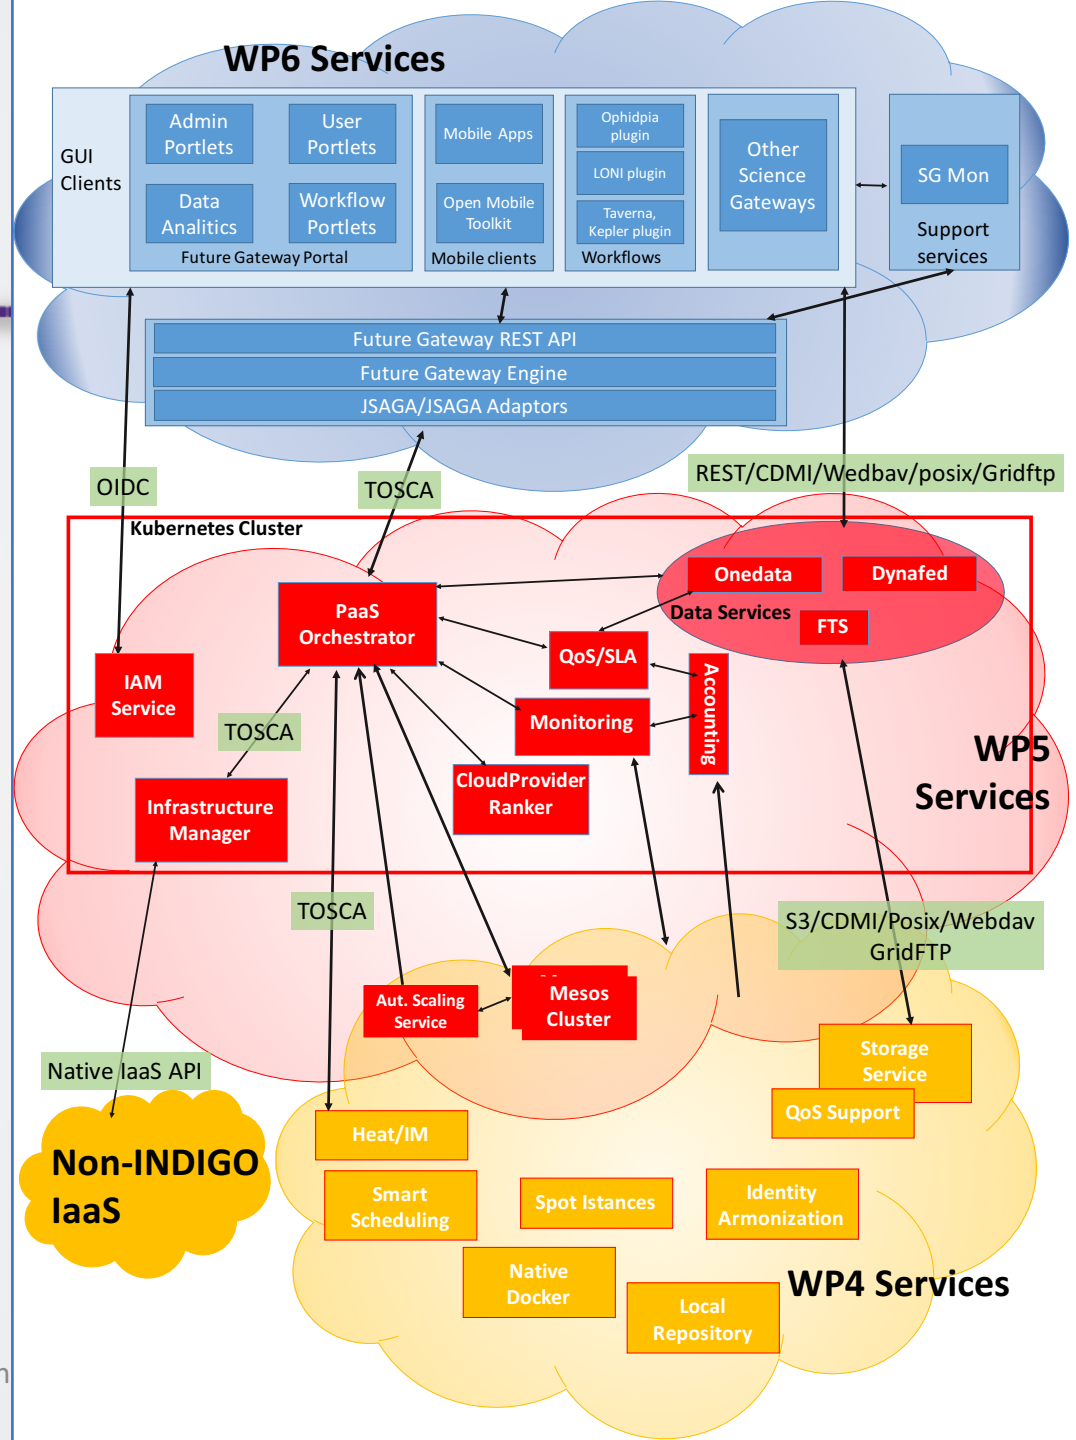 WP6 Services
GUI
Clients
Admin
Portlets
User
Portlets
Data
Analitics
Workflow
Portlets
Future Gateway Portal
Mobile Apps
Open Mobile
Toolkit
Mobile clients
Ophidpia
plugin
LONI plugin
Taverna,
Kepler plugin
Workflows
Other
Science
Gateways
SG Mon
Support
services
Future Gateway REST API
Future Gateway Engine
JSAGA/JSAGA Adaptors
OIDC
TOSCA
REST/CDMI/Wedbav/posix/Gridftp
Kubernetes Cluster
Onedata
Dynafed
Data Services
FTS
PaaS
Orchestrator
QoS/SLA
Accounting
IAM
Service
Monitoring
TOSCA
CloudProvider
Ranker
Infrastructure
Manager
WP5
Services
TOSCA
S3/CDMI/Posix/Webdav
GridFTP
Aut. Scaling
Service
Mesos
Cluster
Storage
Service
QoS Support
Native IaaS API
Non-INDIGO
IaaS
Heat/IM
Smart
Scheduling
Spot Istances
Identity
Armonization
Native
Docker
Local
Repository
WP4 Services